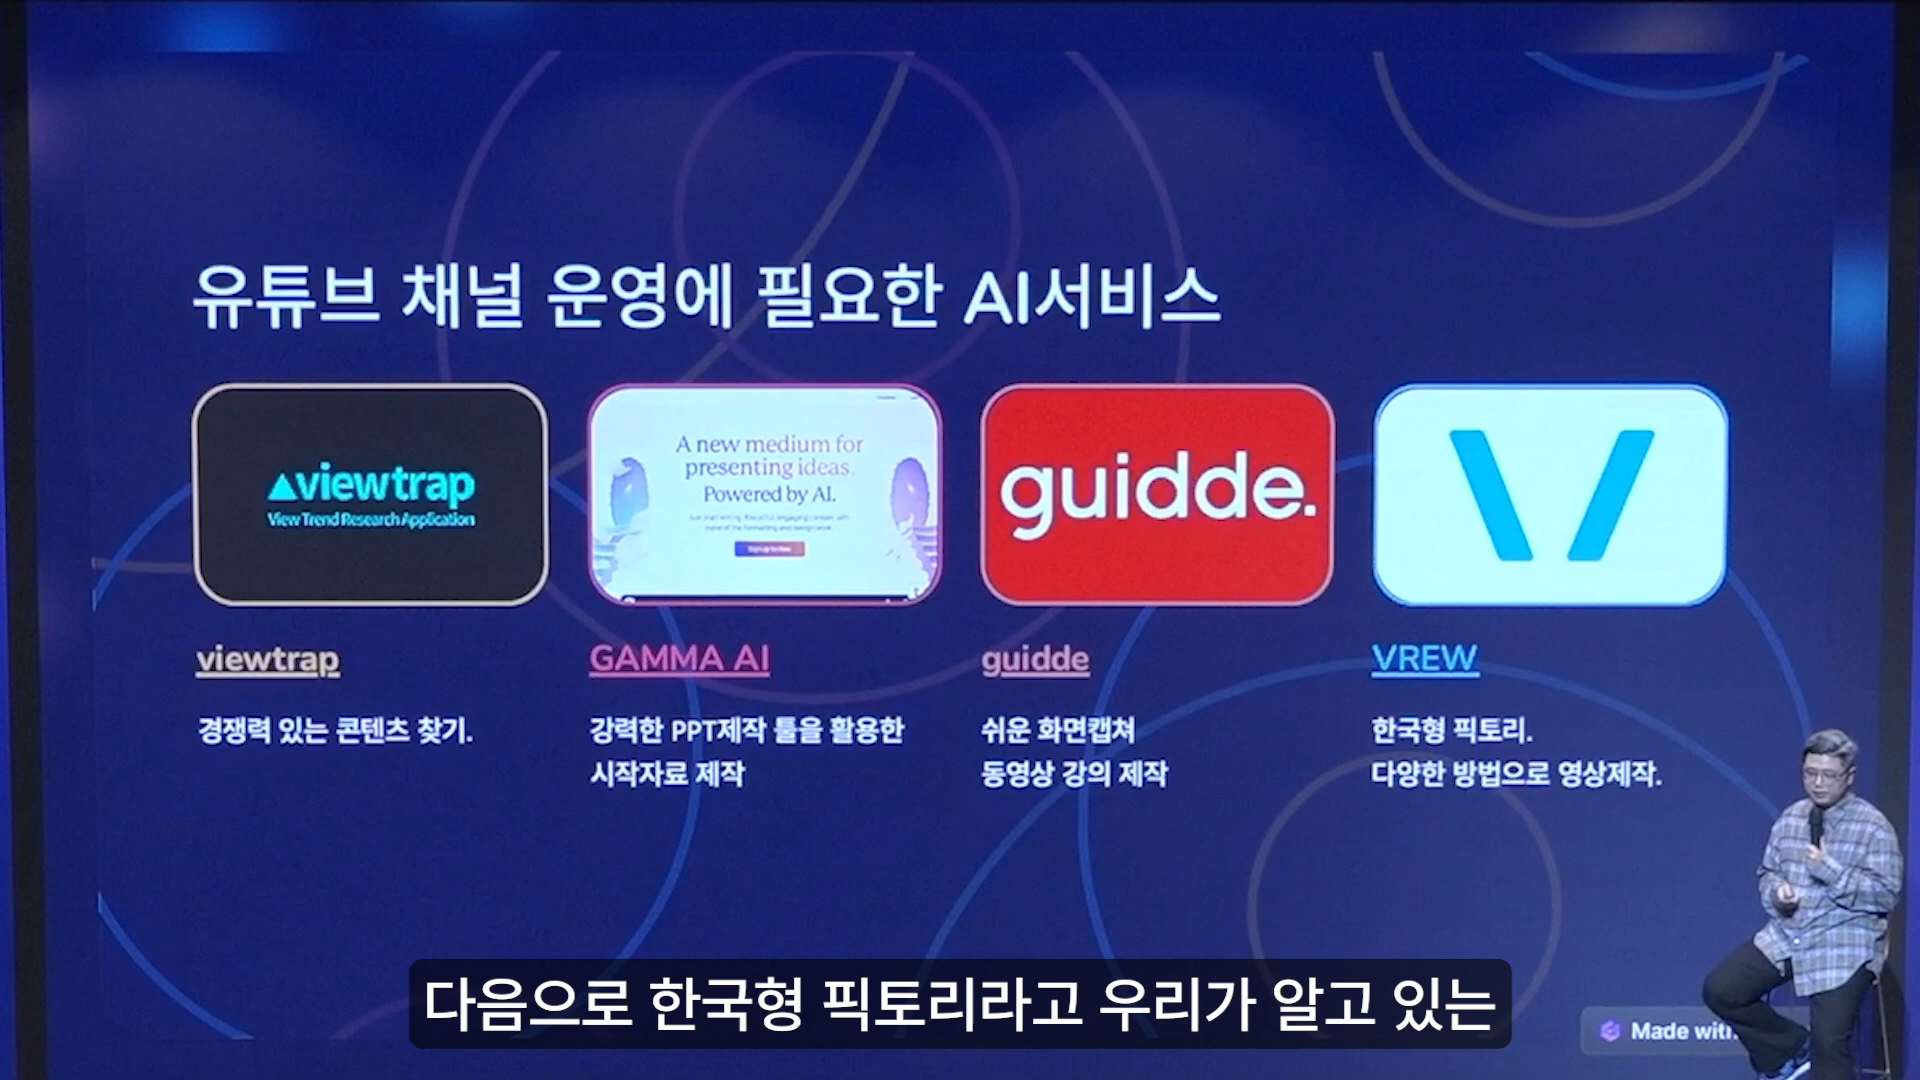 유튜브 채널 운영에 필요한 AI서비스
viewtrap
View Trend Research Application
A new medium for
presenting ideas.
Powered by AI.
guidde.
viewtrap
경쟁력 있는 콘텐츠 찾기.
GAMMA AI
강력한 PPT제작 툴을 활용한
시작자료 제작
guidde
쉬운 화면캡쳐
동영상 강의 제작
VREW
한국형 픽토리.
다양한 방법으로 영상제작.
다음으로 한국형 픽토리라고 우리가 알고 있는
Made with